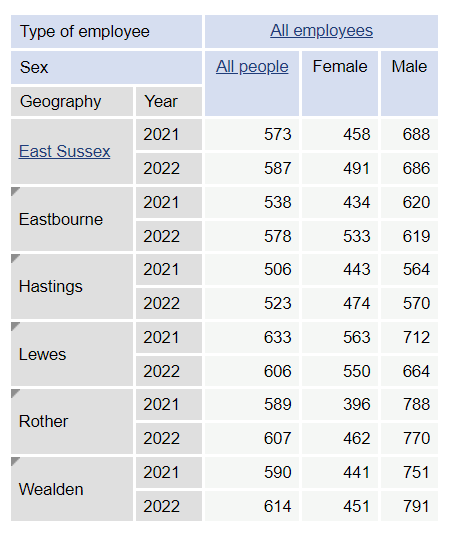 Type of employee All employees
Sex All people Female Male
Geography Year
East Sussex 2021 573 458 688
2022 587 491 686
Eastbourne 2021 538 434 620
2022 578 533 619
Hastings 2021 506 443 564
2022 523 474 570
Lewes 2021 633 563 712
2022 606 550 664
Rother 2021 589 396 788
2022 607 462 770
Wealden 2021 590 441 751
2022 614 451 791